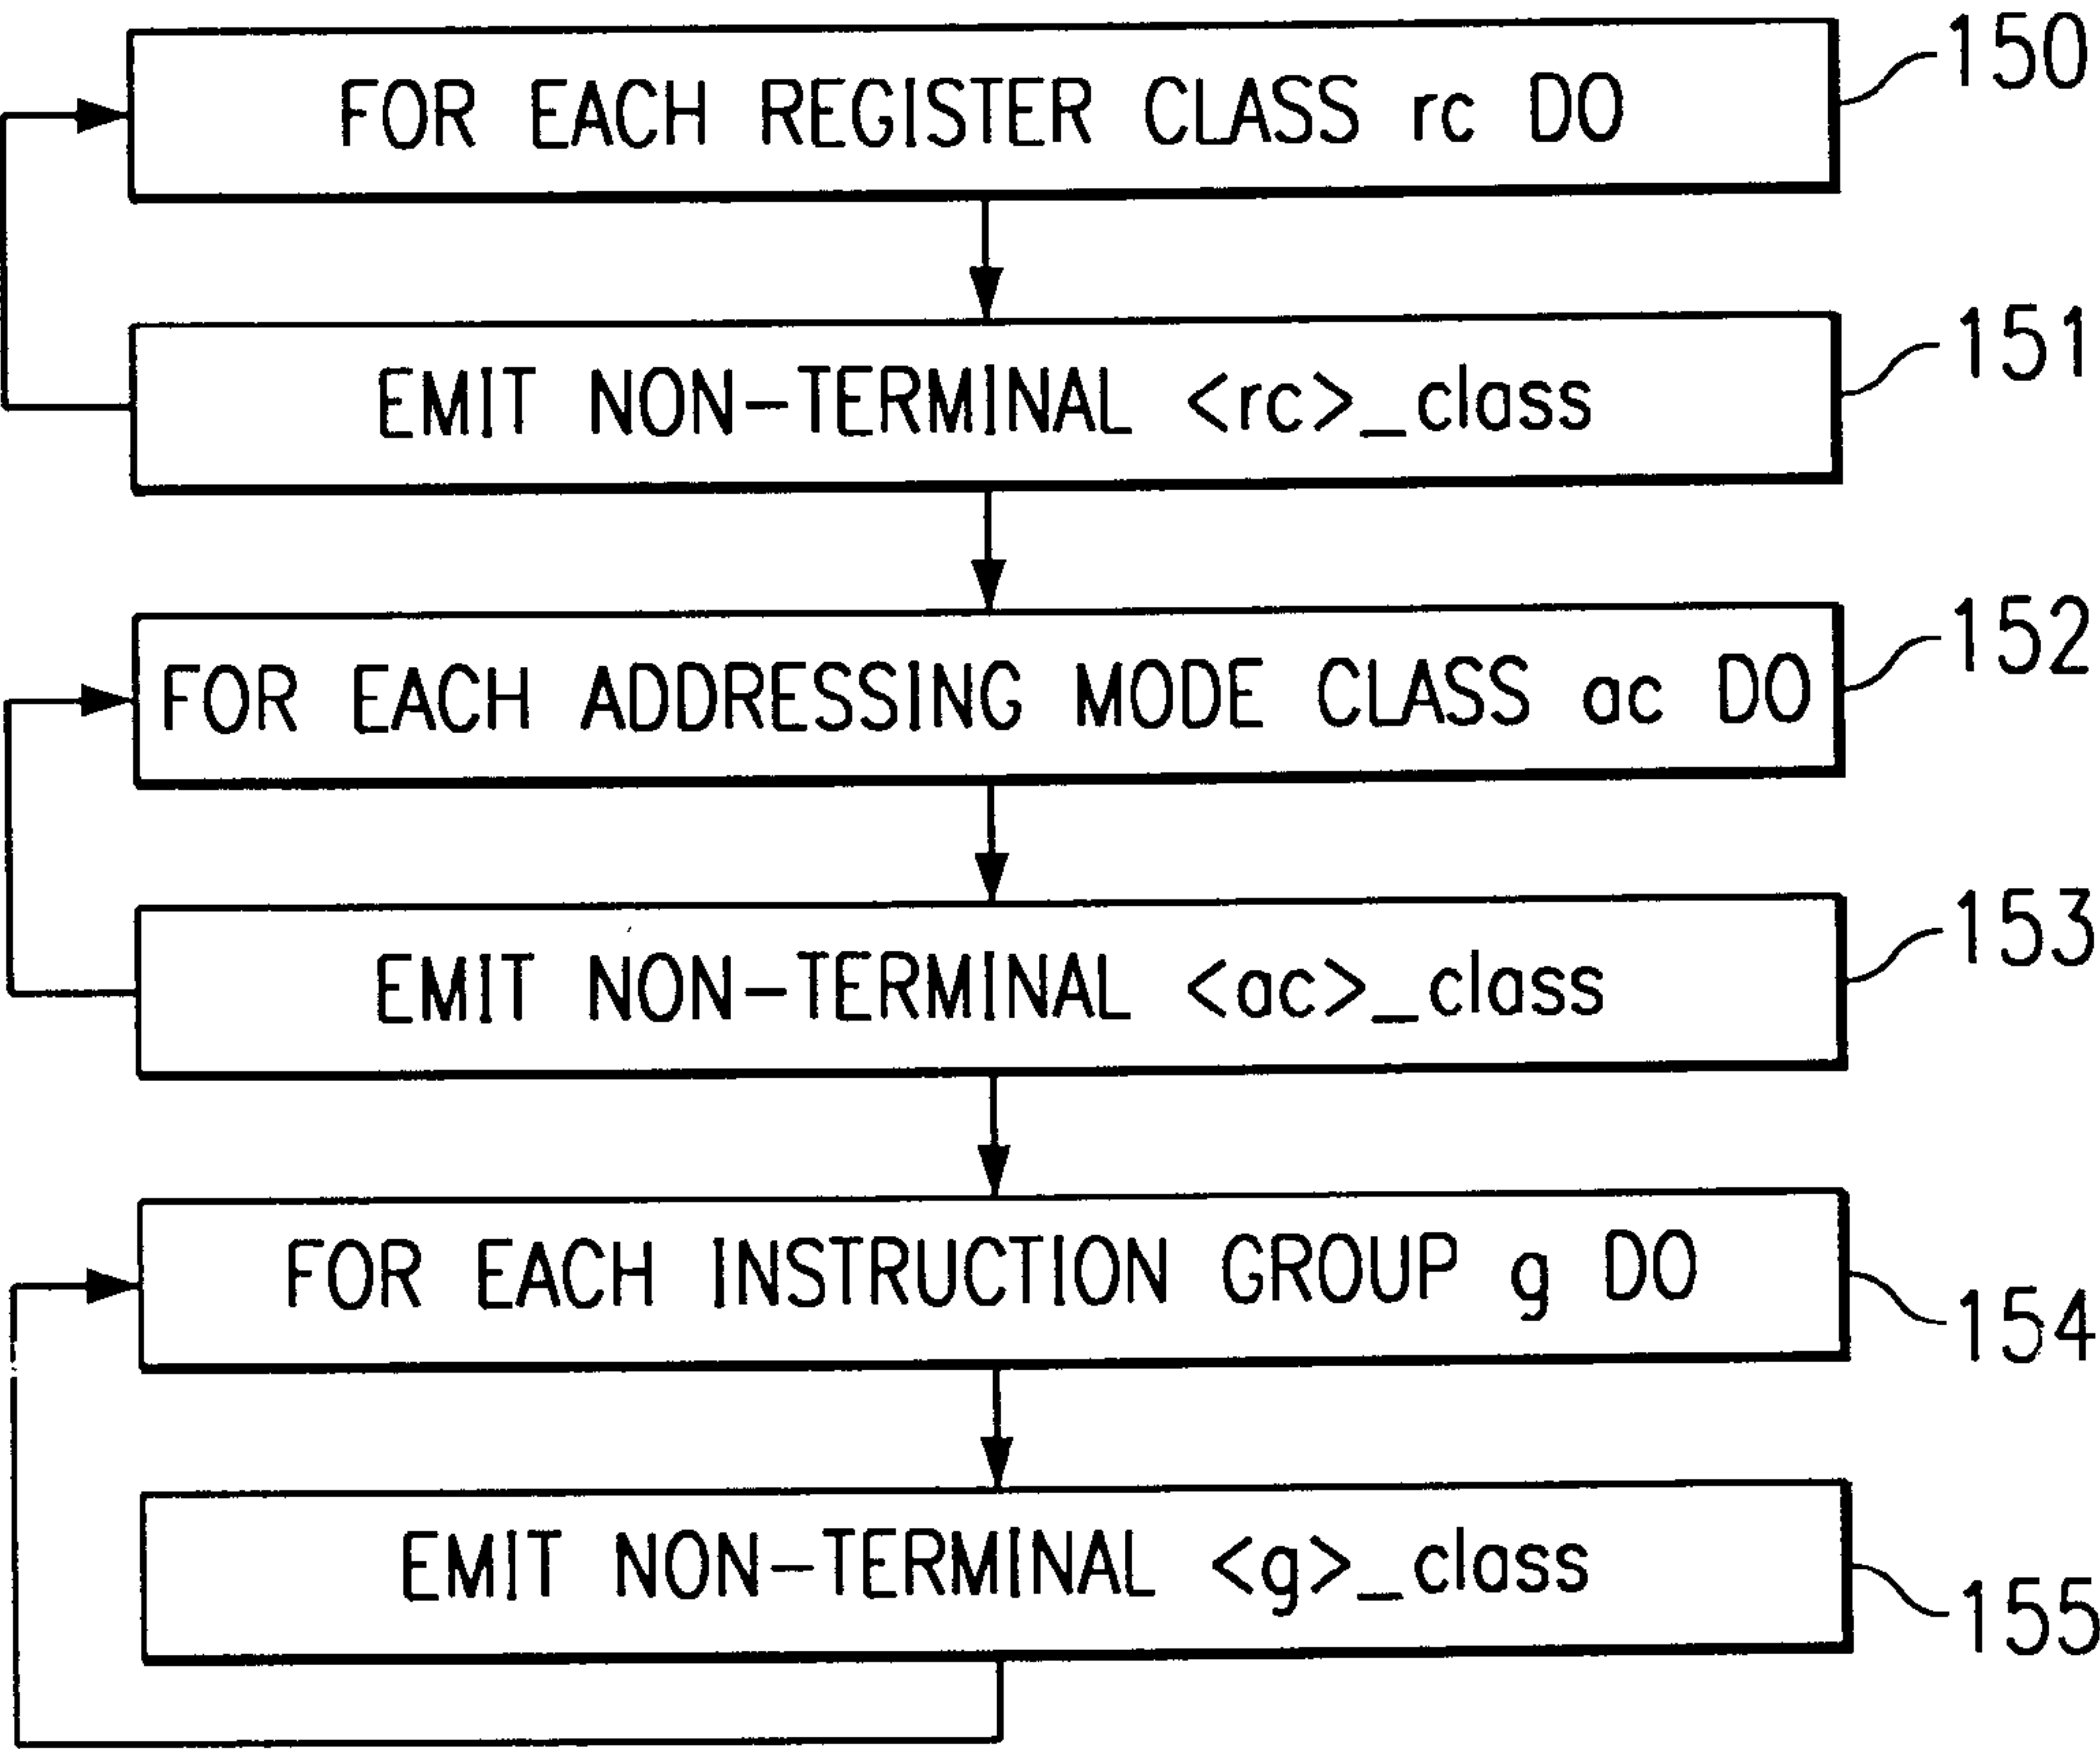 FOR EACH REGISTER CLASS rc DO
150
EMIT NON-TERMINAL <rc>_class
151
FOR EACH ADDRESSING MODE CLASS ac DO
152
EMIT NON-TERMINAL <ac>_class
153
FOR EACH INSTRUCTION GROUP g DO
154
EMIT NON-TERMINAL <g>_class
155